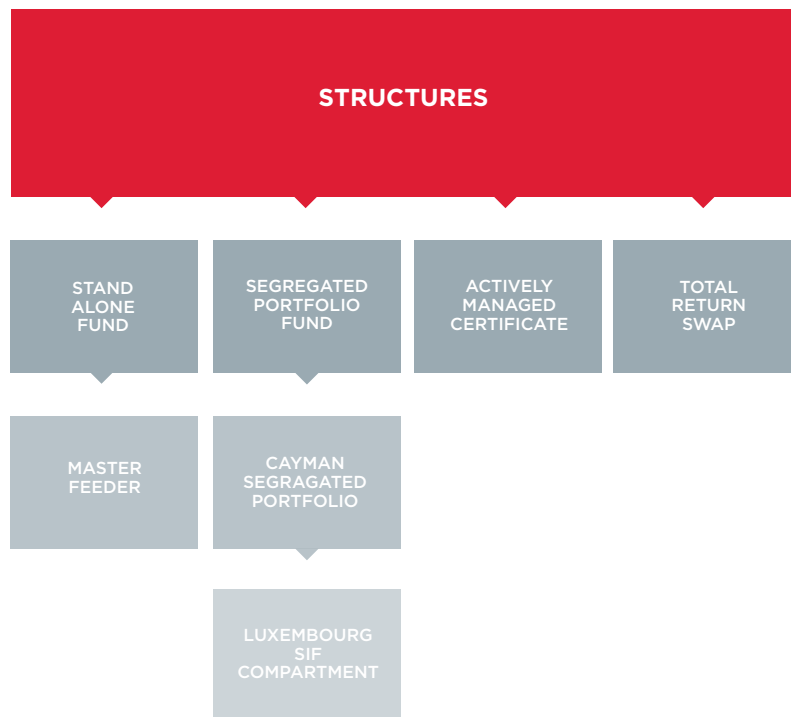 STRUCTURES
STAND
ALONE
FUND
SEGREGATED
PORTFOLIO
FUND
ACTIVELY
MANAGED
CERTIFICATE
TOTAL
RETURN
SWAP
MASTER
FEEDER
CAYMAN
SEGRAGATED
PORTFOLIO
LUXEMBOURG
SIF
COMPARTMENT